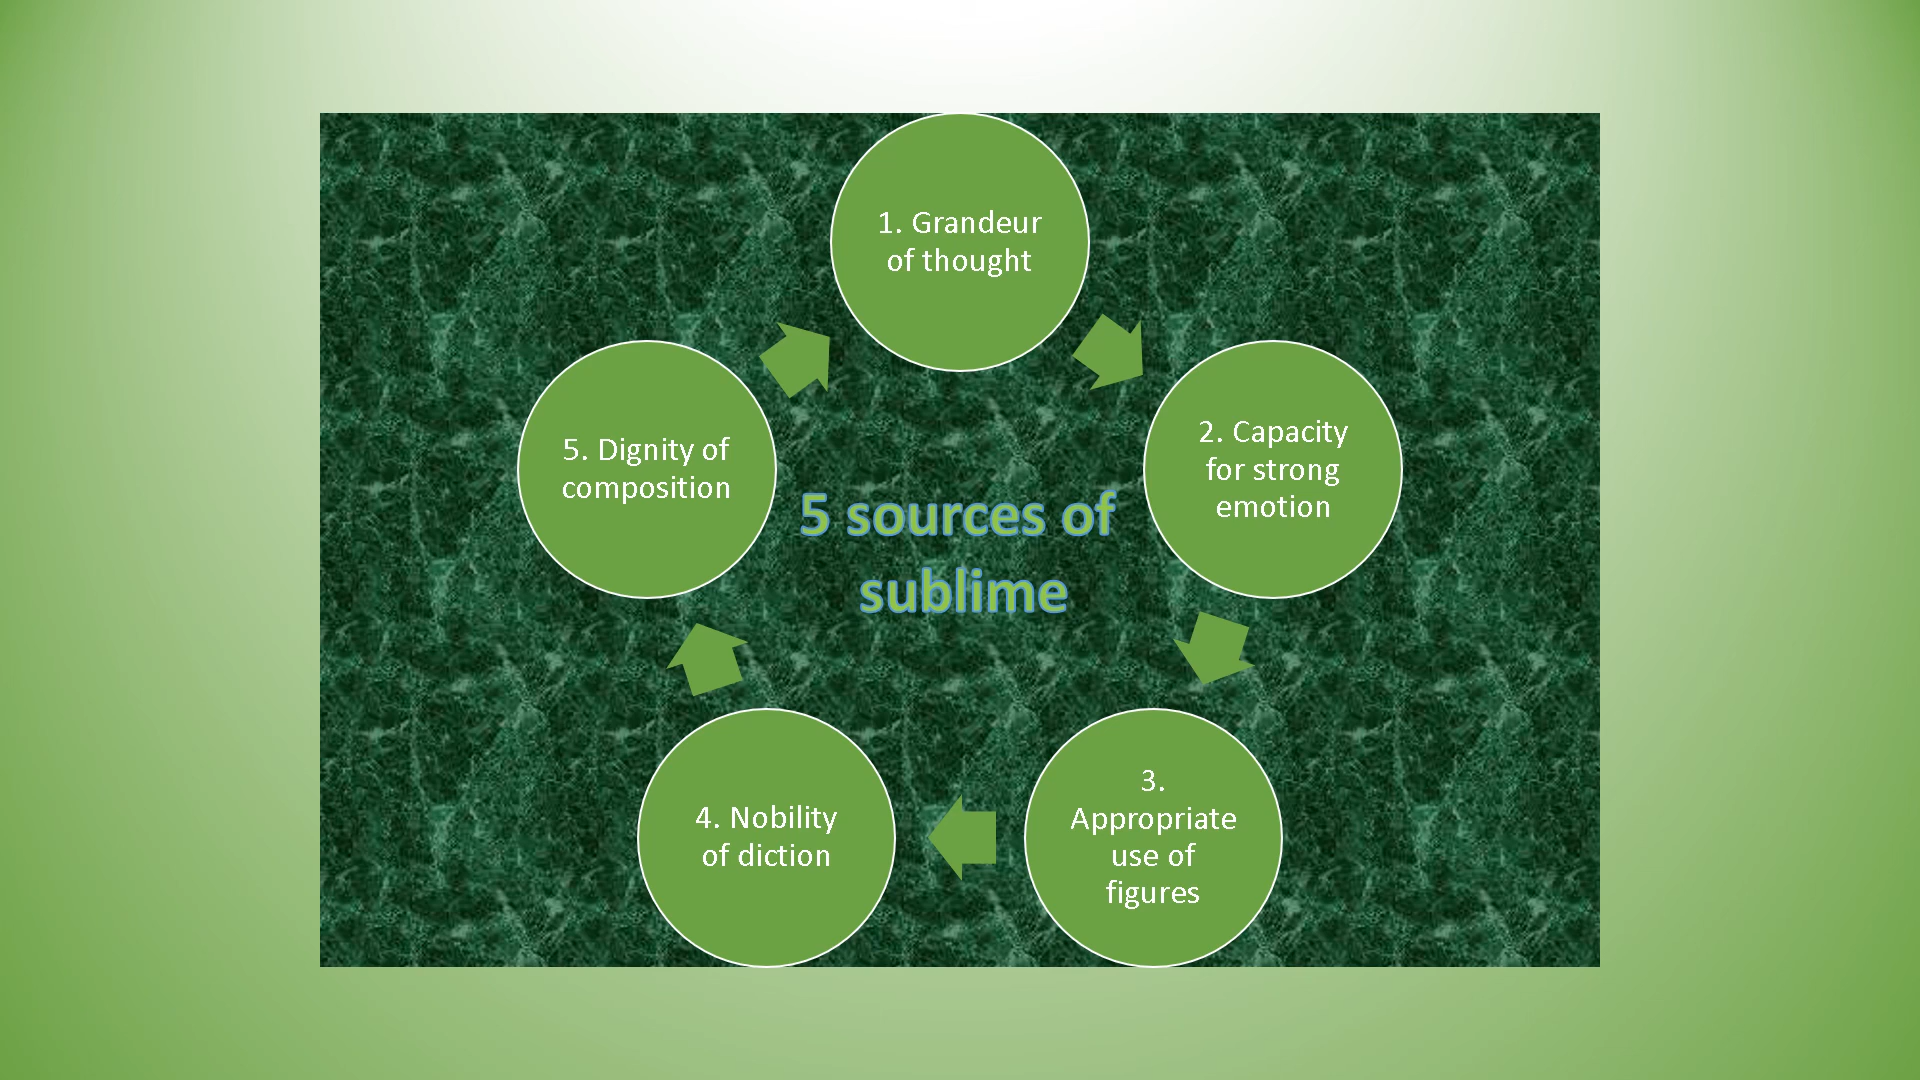 1. Grandeur
of thought
2. Capacity
for strong
emotion
3.
Appropriate
use of
figures
4. Nobility
of diction
5. Dignity of
composition
5 sources of
sublime